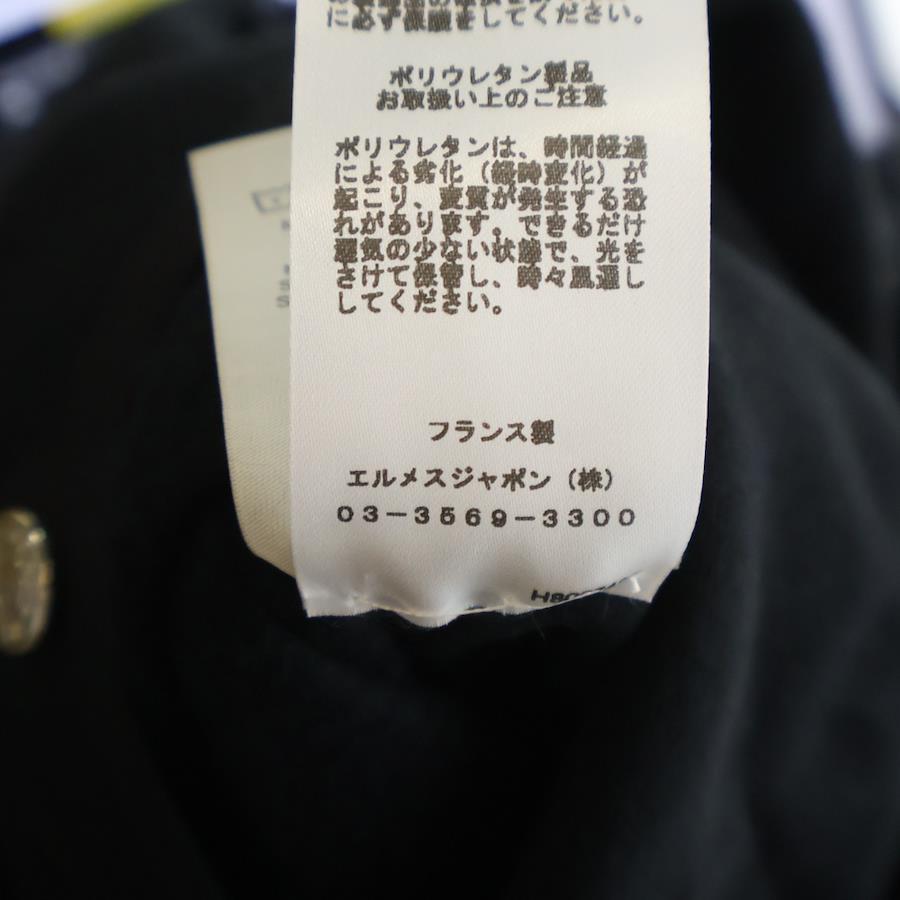 に必ず保険をしてください。
ポリウレタン製品
お取扱い上のご注意
ポリウレタンは、時間経過
による劣化（経時変化）が
起こり、変質が発生する恐
れがあります。できるだけ
湿気の少ない状態で、光を
さけて保管し、時々風通し
してください。
フランス製
エルメスジャポン（株）
03-3569-3300